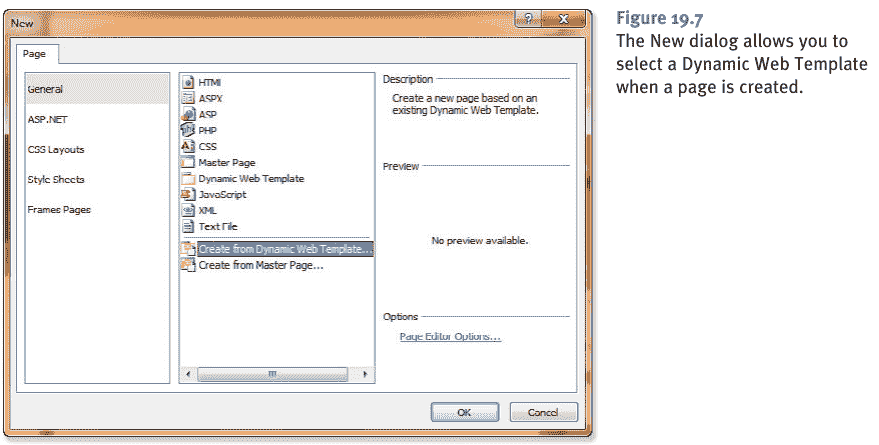 New
Page
General
ASP.NET
CSS Layouts
Style Sheets
Frames Pages
HTML
ASPX
ASP
PHP
CSS
Master Page
Dynamic Web Template
JavaScript
XML
Text File
Create from Dynamic Web Template...
Create from Master Page...
Description
Create a new page based on an
existing Dynamic Web Template.
Preview
No preview available.
Options
Page Editor Options...
OK
Cancel
Figure 19.7
The New dialog allows you to
select a Dynamic Web Template
when a page is created.